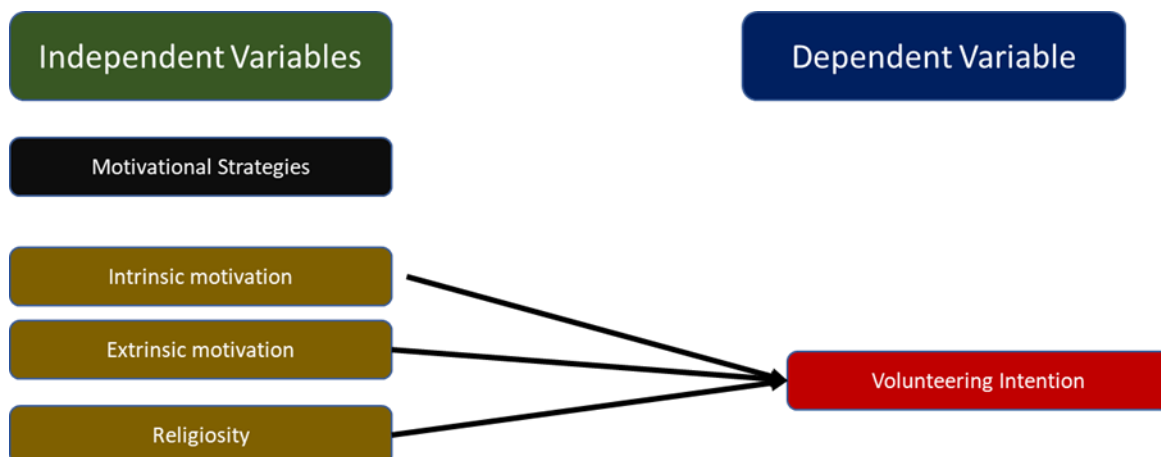 Independent Variables
Dependent Variable
Motivational Strategies
Intrinsic motivation
Extrinsic motivation
Volunteering Intention
Religiosity